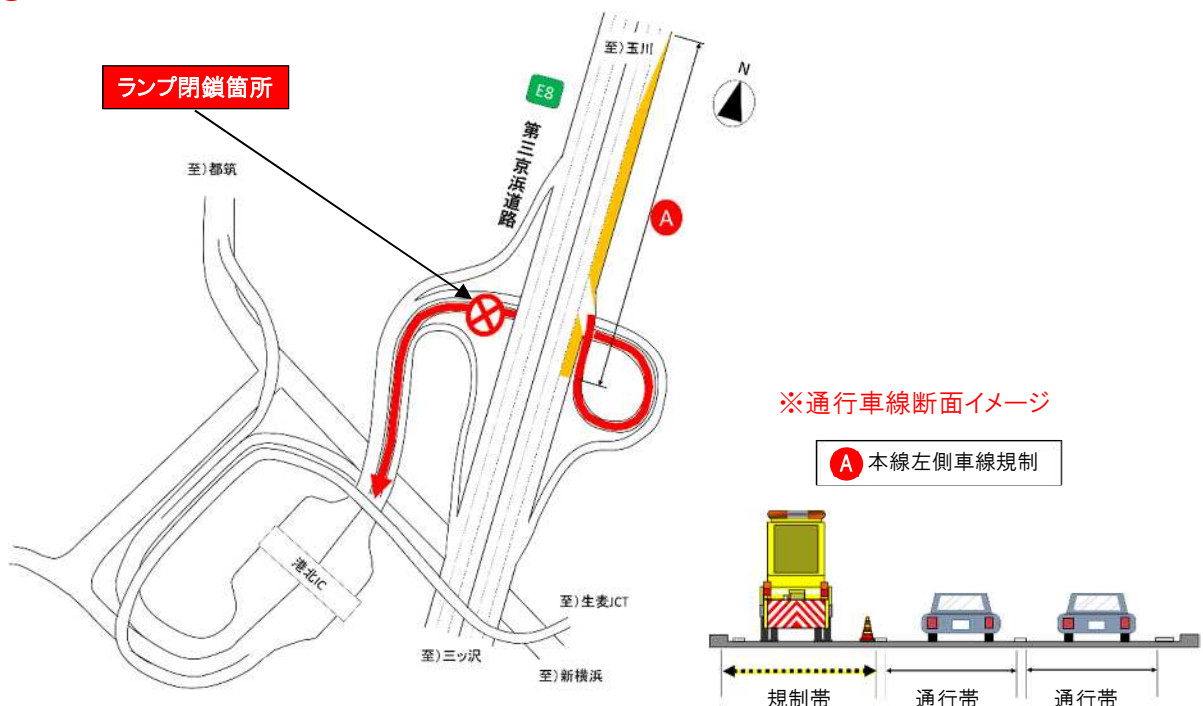 至)玉川
N
ランプ閉鎖箇所
E8
第三京浜道路
至)都筑
A
※通行車線断面イメージ
A 本線左側車線規制
港北IC
至)生麦JCT
至)三ッ沢
至)新横浜
規制帯
通行帯
通行帯